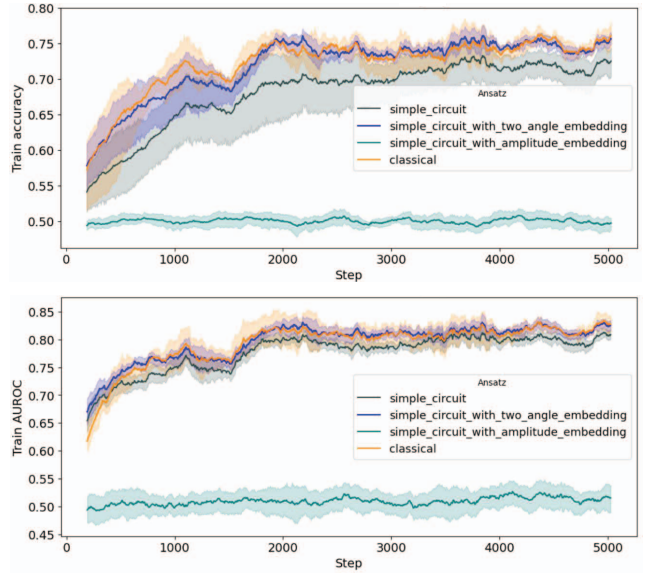 0.80
0.75
0.70
0.65
0.60
0.55
0.50
Train accuracy
Ansatz
simple_circuit
simple_circuit_with_two_angle_embedding
simple_circuit_with_amplitude_embedding
classical
0 1000 2000 3000 4000 5000
Step
0.85
0.80
0.75
0.70
0.65
0.60
0.55
0.50
0.45
Train AUROC
Ansatz
simple_circuit
simple_circuit_with_two_angle_embedding
simple_circuit_with_amplitude_embedding
classical
0 1000 2000 3000 4000 5000
Step